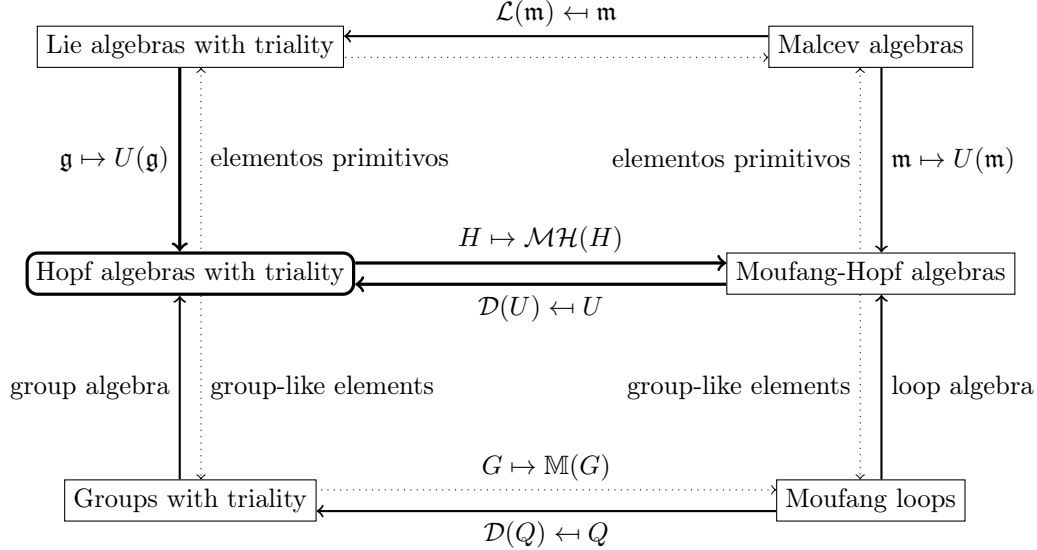 𝓛(𝔪) ↤ 𝔪
Lie algebras with triality
Malcev algebras
𝔤 ↦ U(𝔤)
elementos primitivos
elementos primitivos
𝔪 ↦ U(𝔪)
H ↦ 𝓜𝓗(H)
Hopf algebras with triality
Moufang-Hopf algebras
𝓓(U) ↤ U
group algebra
group-like elements
group-like elements
loop algebra
G ↦ 𝕄(G)
Groups with triality
Moufang loops
𝓓(Q) ↤ Q